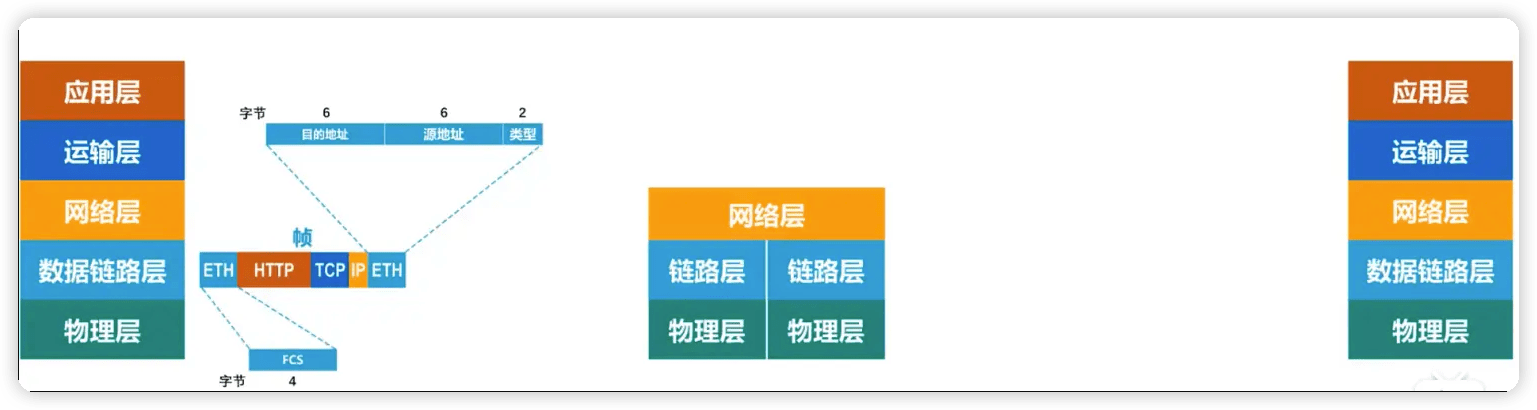 应用层
运输层
网络层
数据链路层
物理层
字节 6 6 2
目的地址 源地址 类型
帧
ETH HTTP TCP IP ETH
FCS
字节 4
网络层
链路层 链路层
物理层 物理层
应用层
运输层
网络层
数据链路层
物理层